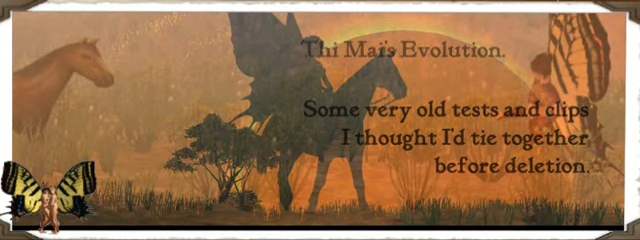 Thi Mai's Evolution.
Some very old tests and clips
I thought I'd tie together
before deletion.